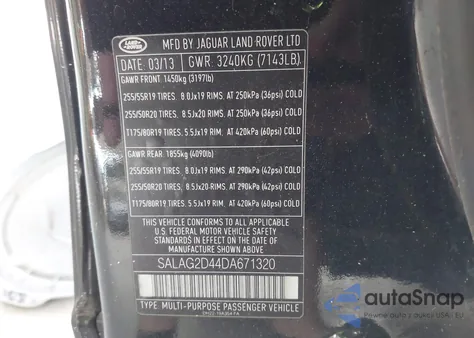 LAND ROVER
MFD BY JAGUAR LAND-ROVER LTD
DATE: 03/13 GWR: 3240KG (7143LB).
GAWR FRONT: 1450kg (3197lb)
255/55R19 TIRES. 8.0Jx19 RIMS. AT 250kPa (36psi) COLD
255/50R20 TIRES. 8.5Jx20 RIMS. AT 250kPa (36psi) COLD
T175/80R19 TIRES. 5.5Jx19 RIM. AT 420kPa (60psi) COLD
GAWR REAR: 1855kg (4090lb)
255/55R19 TIRES. 8.0Jx19 RIMS. AT 290kPa (42psi) COLD
255/50R20 TIRES. 8.5Jx20 RIMS. AT 290kPa (42psi) COLD
T175/80R19 TIRES. 5.5Jx19 RIM. AT 420kPa (60psi) COLD
THIS VEHICLE CONFORMS TO ALL APPLICABLE
U.S. FEDERAL MOTOR VEHICLE SAFETY STANDARDS
IN EFFECT ON THE DATE OF MANUFACTURE SHOWN ABOVE.
SALAG2D44DA671320
TYPE: MULTI-PURPOSE PASSENGER VEHICLE
autoSnap
Pewne auto z aukcji w USA i EU